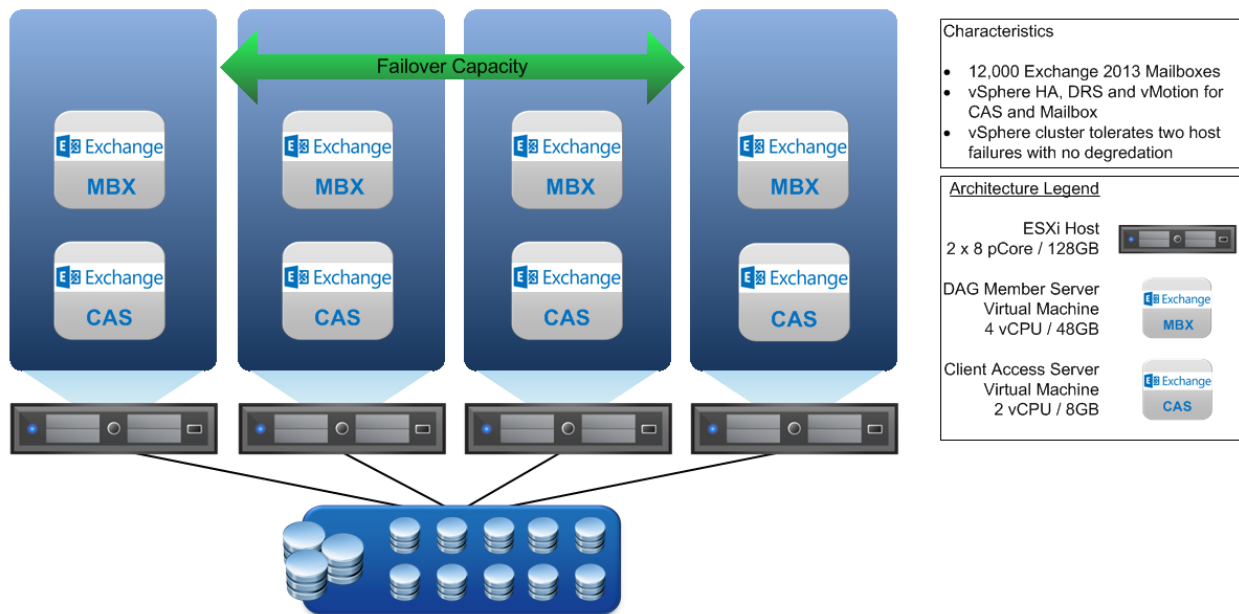 Failover Capacity
E Exchange
MBX
E Exchange
MBX
E Exchange
MBX
E Exchange
MBX
E Exchange
CAS
E Exchange
CAS
E Exchange
CAS
E Exchange
CAS
Characteristics
• 12,000 Exchange 2013 Mailboxes
• vSphere HA, DRS and vMotion for
CAS and Mailbox
• vSphere cluster tolerates two host
failures with no degredation
Architecture Legend
ESXi Host
2 x 8 pCore / 128GB
DAG Member Server
Virtual Machine
4 vCPU / 48GB
E Exchange
MBX
Client Access Server
Virtual Machine
2 vCPU / 8GB
E Exchange
CAS